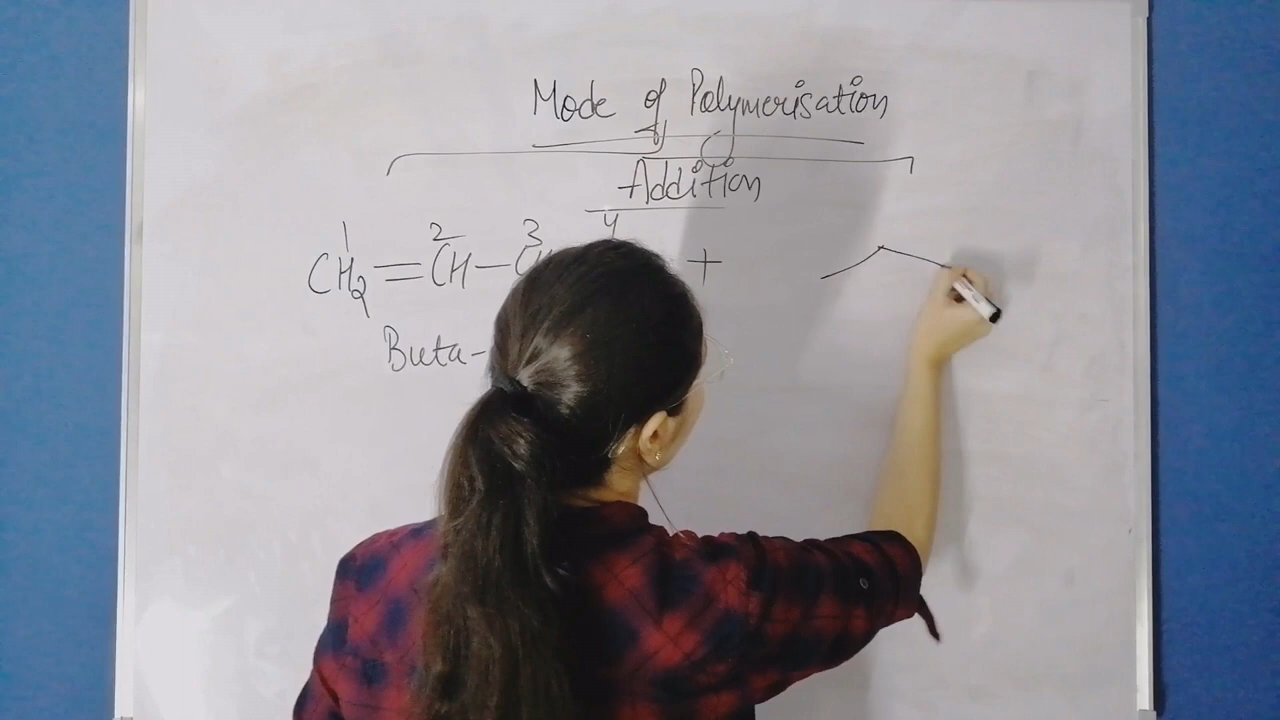 Mode of Polymerisation
Addition
1 2 3 4
CH2=CH-C +
Buta-